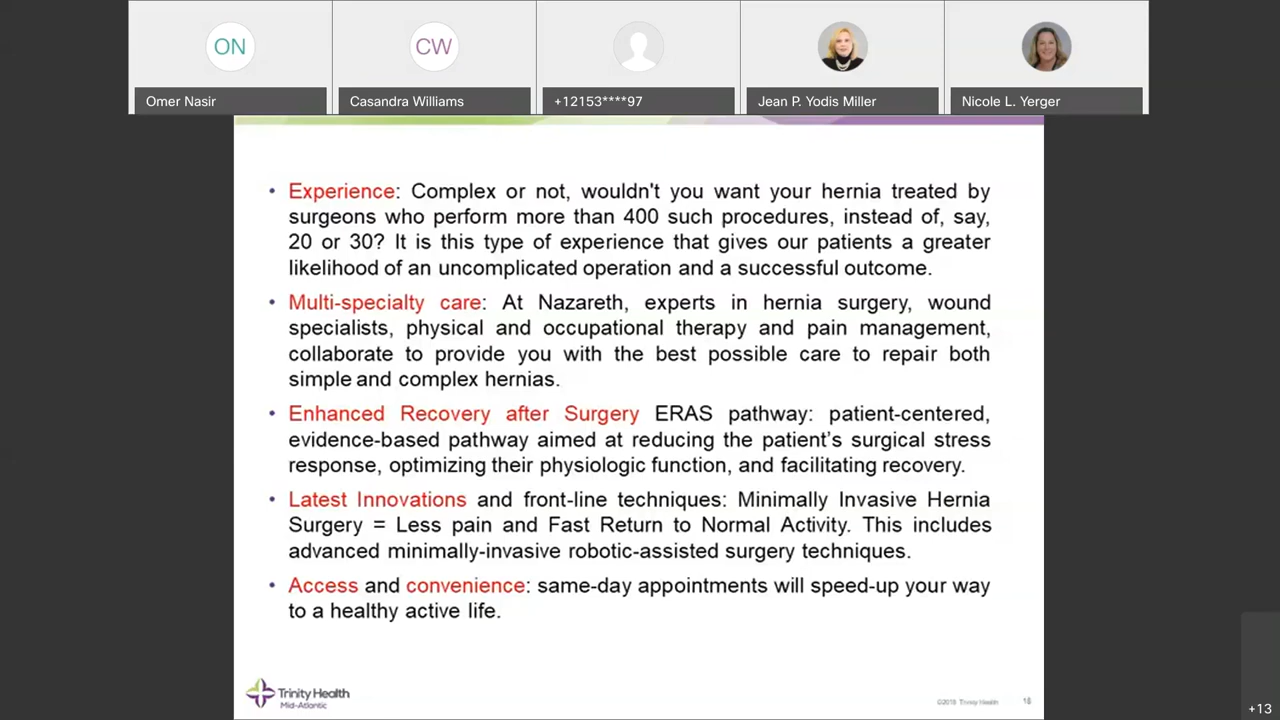 ON
CW
Omer Nasir
Casandra Williams
+12153****97
Jean P. Yodis Miller
Nicole L. Yerger
• Experience: Complex or not, wouldn't you want your hernia treated by
surgeons who perform more than 400 such procedures, instead of, say,
20 or 30? It is this type of experience that gives our patients a greater
likelihood of an uncomplicated operation and a successful outcome.
• Multi-specialty care: At Nazareth, experts in hernia surgery, wound
specialists, physical and occupational therapy and pain management,
collaborate to provide you with the best possible care to repair both
simple and complex hernias.
• Enhanced Recovery after Surgery ERAS pathway: patient-centered,
evidence-based pathway aimed at reducing the patient’s surgical stress
response, optimizing their physiologic function, and facilitating recovery.
• Latest Innovations and front-line techniques: Minimally Invasive Hernia
Surgery = Less pain and Fast Return to Normal Activity. This includes
advanced minimally-invasive robotic-assisted surgery techniques.
• Access and convenience: same-day appointments will speed-up your way
to a healthy active life.
Trinity Health
Mid-Atlantic
Trinity Health
+13